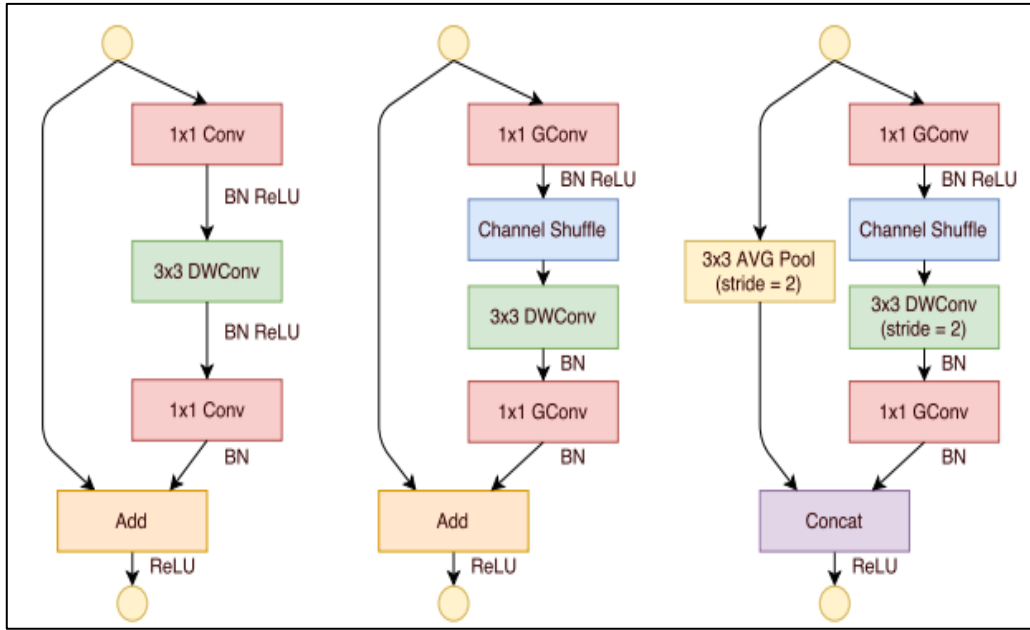 1x1 Conv
BN ReLU
3x3 DWConv
BN ReLU
1x1 Conv
BN
Add
ReLU
1x1 GConv
BN ReLU
Channel Shuffle
3x3 DWConv
BN
1x1 GConv
BN
Add
ReLU
1x1 GConv
BN ReLU
Channel Shuffle
3x3 AVG Pool
(stride = 2)
3x3 DWConv
(stride = 2)
BN
1x1 GConv
BN
Concat
ReLU